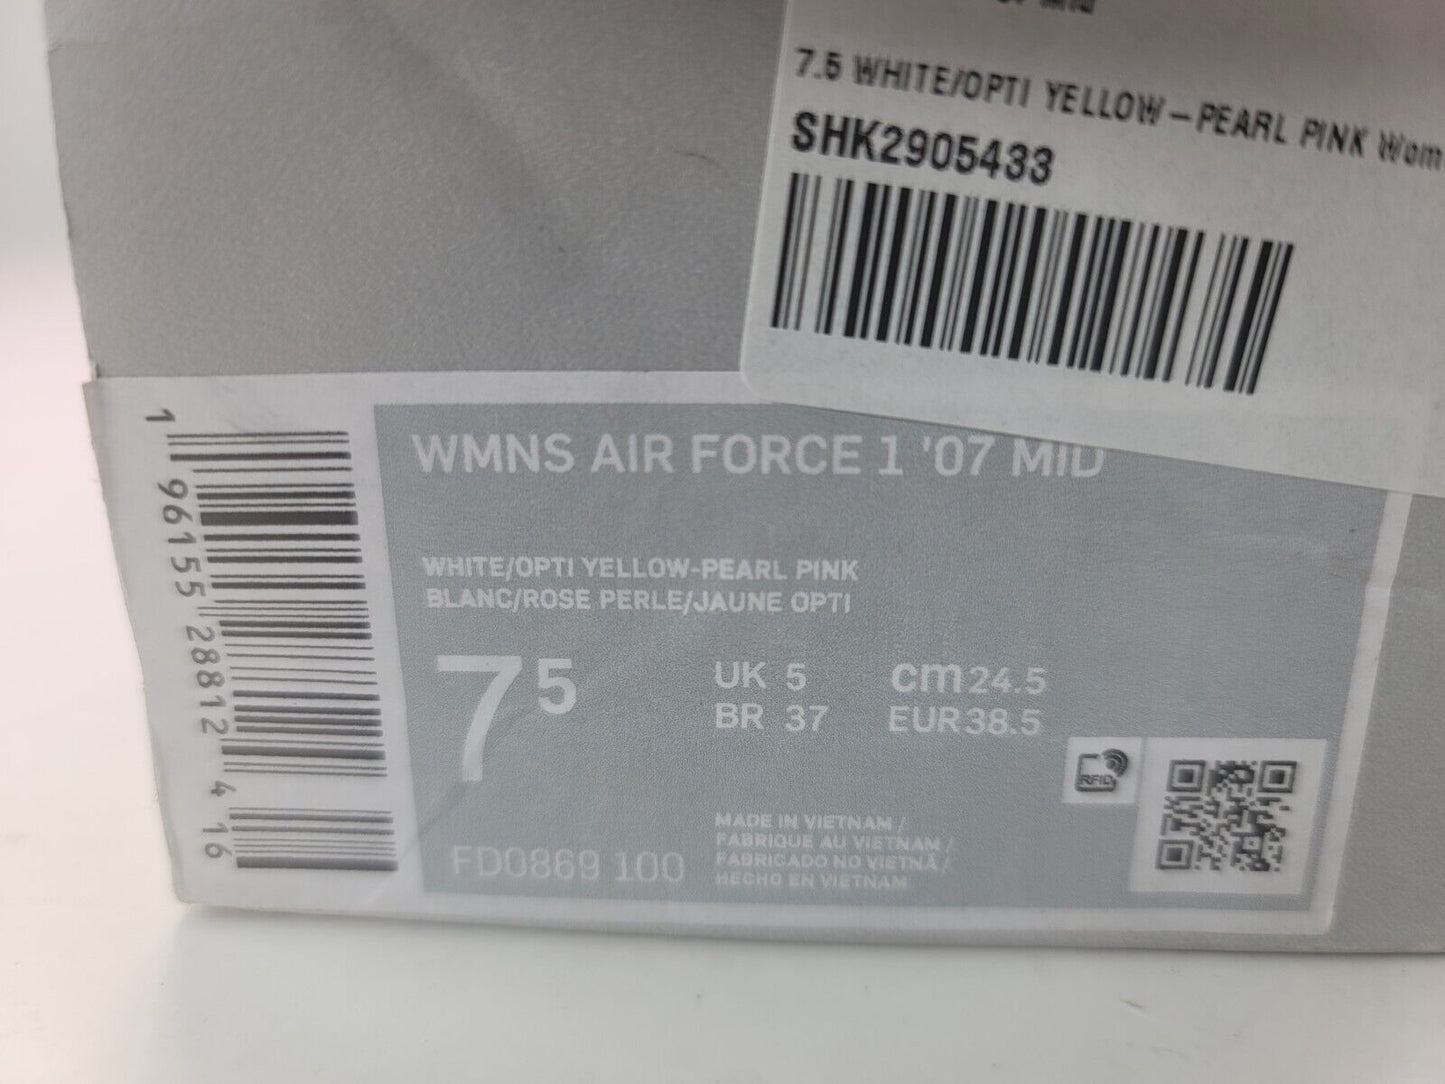 7.5 WHITE/OPTI YELLOW-PEARL PINK Wom
SHK2905433
WMNS AIR FORCE 1 '07 MID
WHITE/OPTI YELLOW-PEARL PINK
BLANC/ROSE PERLE/JAUNE OPTI
7 5
UK 5
BR 37
cm 24.5
EUR 38.5
RFID
MADE IN VIETNAM /
FABRIQUE AU VIETNAM /
FABRICADO NO VIETNÃ /
HECHO EN VIETNAM
FD0869 100
1 96155 28812 4 16